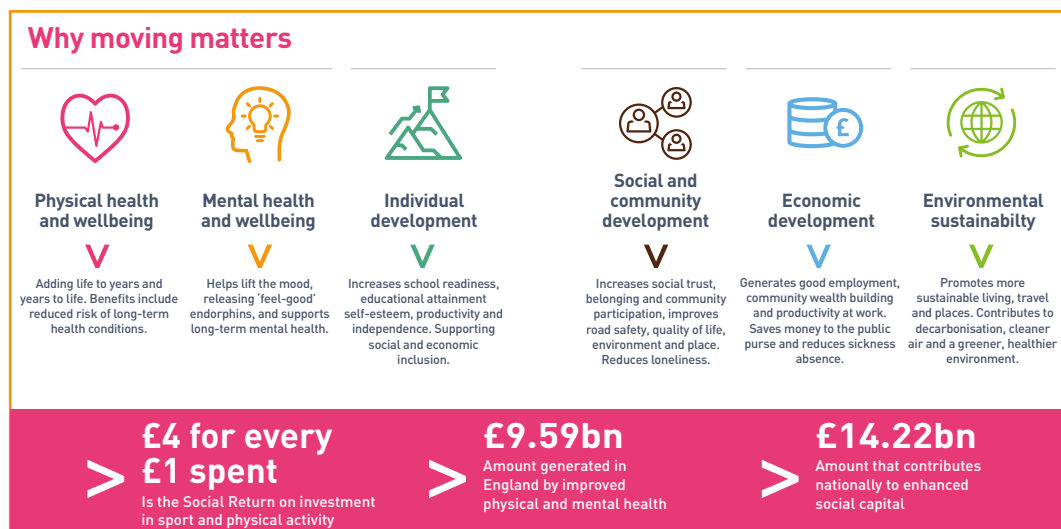 Why moving matters
Physical health
and wellbeing
Adding life to years and
years to life. Benefits include
reduced risk of long-term
health conditions.
Mental health
and wellbeing
Helps lift the mood,
releasing ‘feel-good’
endorphins, and supports
long-term mental health.
Individual
development
Increases school readiness,
educational attainment
self-esteem, productivity and
independence. Supporting
social and economic
inclusion.
Social and
community
development
Increases social trust,
belonging and community
participation, improves
road safety, quality of life,
environment and place.
Reduces loneliness.
£
Economic
development
Generates good employment,
community wealth building
and productivity at work.
Saves money to the public
purse and reduces sickness
absence.
Environmental
sustainabilty
Promotes more
sustainable living, travel
and places. Contributes to
decarbonisation, cleaner
air and a greener, healthier
environment.
£4 for every
£1 spent
Is the Social Return on investment
in sport and physical activity
£9.59bn
Amount generated in
England by improved
physical and mental health
£14.22bn
Amount that contributes
nationally to enhanced
social capital